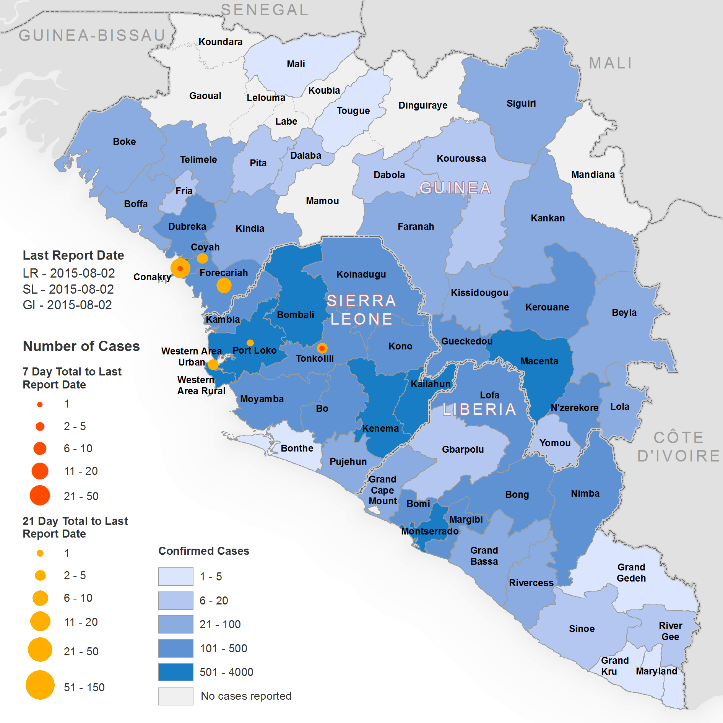 SENEGAL
GUINEA-BISSAU
MALI
Koundara
Mali
Gaoual
Lelouma
Koubia
Labe
Tougue
Dinguiraye
Siguiri
Boke
Telimele
Pita
Dalaba
Dabola
Kouroussa
Mandiana
Fria
Boffa
Mamou
GUINEA
Kankan
Dubreka
Kindia
Faranah
Coyah
Conakry
Forecariah
Koinadugu
Kissidougou
Kerouane
Beyla
SIERRA
LEONE
Bombali
Kambia
Port Loko
Tonkolili
Kono
Gueckedou
Macenta
Western Area
Urban
Western
Area Rural
Moyamba
Bo
Kailahun
Kenema
Lofa
LIBERIA
N'zerekore
Lola
Yomou
CÔTE
D'IVOIRE
Bonthe
Pujehun
Gbarpolu
Grand
Cape
Mount
Bomi
Bong
Nimba
Montserrado
Margibi
Grand
Bassa
Rivercess
Grand
Gedeh
Sinoe
River
Gee
Grand
Kru
Maryland
Last Report Date
LR - 2015-08-02
SL - 2015-08-02
GI - 2015-08-02
Number of Cases
7 Day Total to Last
Report Date
1
2 - 5
6 - 10
11 - 20
21 - 50
21 Day Total to Last
Report Date
1
2 - 5
6 - 10
11 - 20
21 - 50
51 - 150
Confirmed Cases
1 - 5
6 - 20
21 - 100
101 - 500
501 - 4000
No cases reported